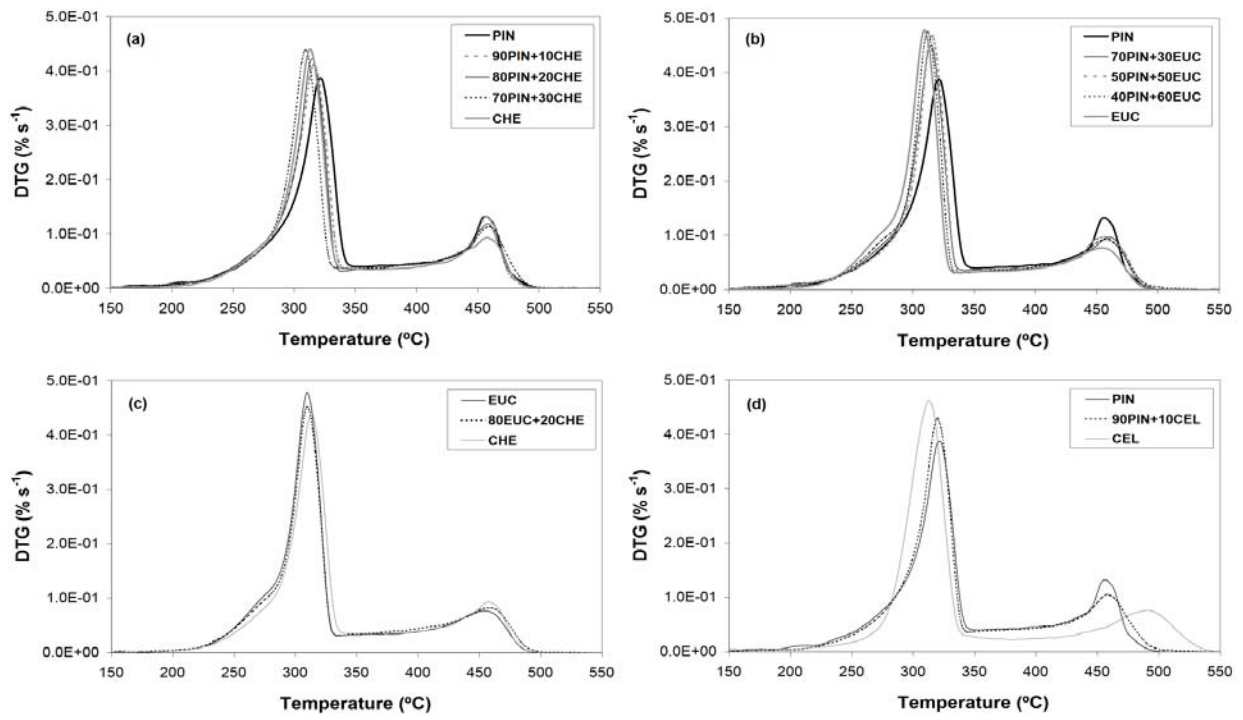 (a)
PIN
90PIN+10CHE
80PIN+20CHE
70PIN+30CHE
CHE
DTG (% s-1)
5.0E-01
4.0E-01
3.0E-01
2.0E-01
1.0E-01
0.0E+00
150 200 250 300 350 400 450 500 550
Temperature (ºC)
(b)
PIN
70PIN+30EUC
50PIN+50EUC
40PIN+60EUC
EUC
DTG (% s-1)
5.0E-01
4.0E-01
3.0E-01
2.0E-01
1.0E-01
0.0E+00
150 200 250 300 350 400 450 500 550
Temperature (ºC)
(c)
EUC
80EUC+20CHE
CHE
DTG (% s-1)
5.0E-01
4.0E-01
3.0E-01
2.0E-01
1.0E-01
0.0E+00
150 200 250 300 350 400 450 500 550
Temperature (ºC)
(d)
PIN
90PIN+10CEL
CEL
DTG (% s-1)
5.0E-01
4.0E-01
3.0E-01
2.0E-01
1.0E-01
0.0E+00
150 200 250 300 350 400 450 500 550
Temperature (ºC)